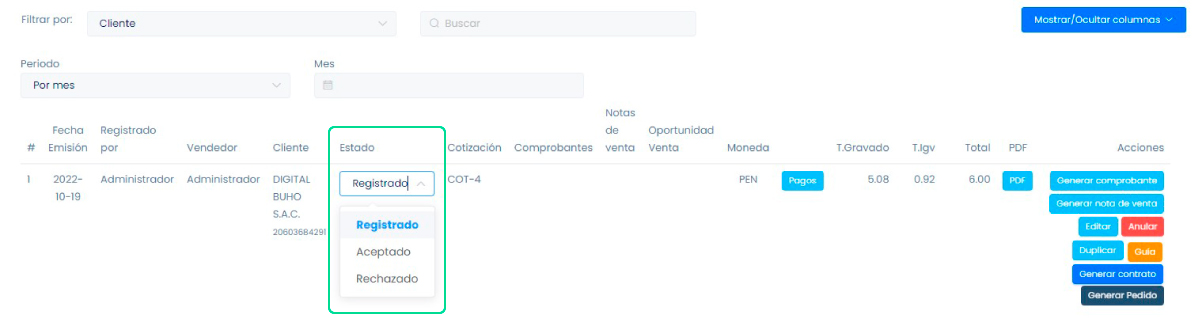 Filtrar por:
Cliente
Buscar
Mostrar/Ocultar columnas
Periodo
Mes
Por mes
# Fecha Emisión Registrado por Vendedor Cliente Estado Cotización Comprobantes Notas de venta Oportunidad Venta Moneda T.Gravado T.Igv Total PDF Acciones
1 2022-10-19 Administrador Administrador DIGITAL BUHO S.A.C. 20603684291 Registrado COT-4 PEN Pagos 5.08 0.92 6.00 PDF
Registrado
Aceptado
Rechazado
Generar comprobante
Generar nota de venta
Editar Anular
Duplicar Guía
Generar contrato
Generar Pedido